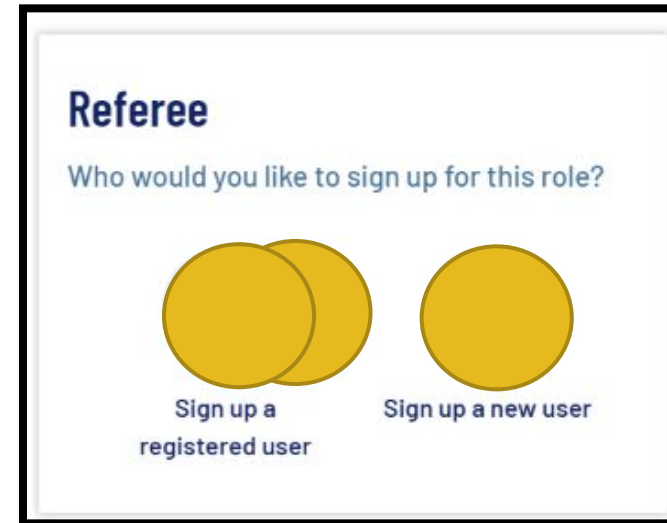 Referee
Who would you like to sign up for this role?
Sign up a
registered user
Sign up a new user